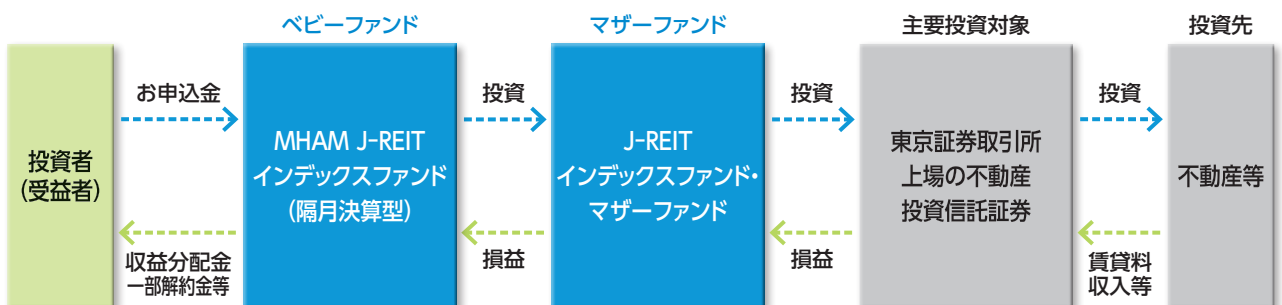 ベビーファンド
マザーファンド
主要投資対象
投資先
投資者
(受益者)
お申込金
収益分配金
一部解約金等
MHAM J-REIT
インデックスファンド
(隔月決算型)
投資
損益
J-REIT
インデックスファンド・
マザーファンド
投資
損益
東京証券取引所
上場の不動産
投資信託証券
投資
賃貸料
収入等
不動産等